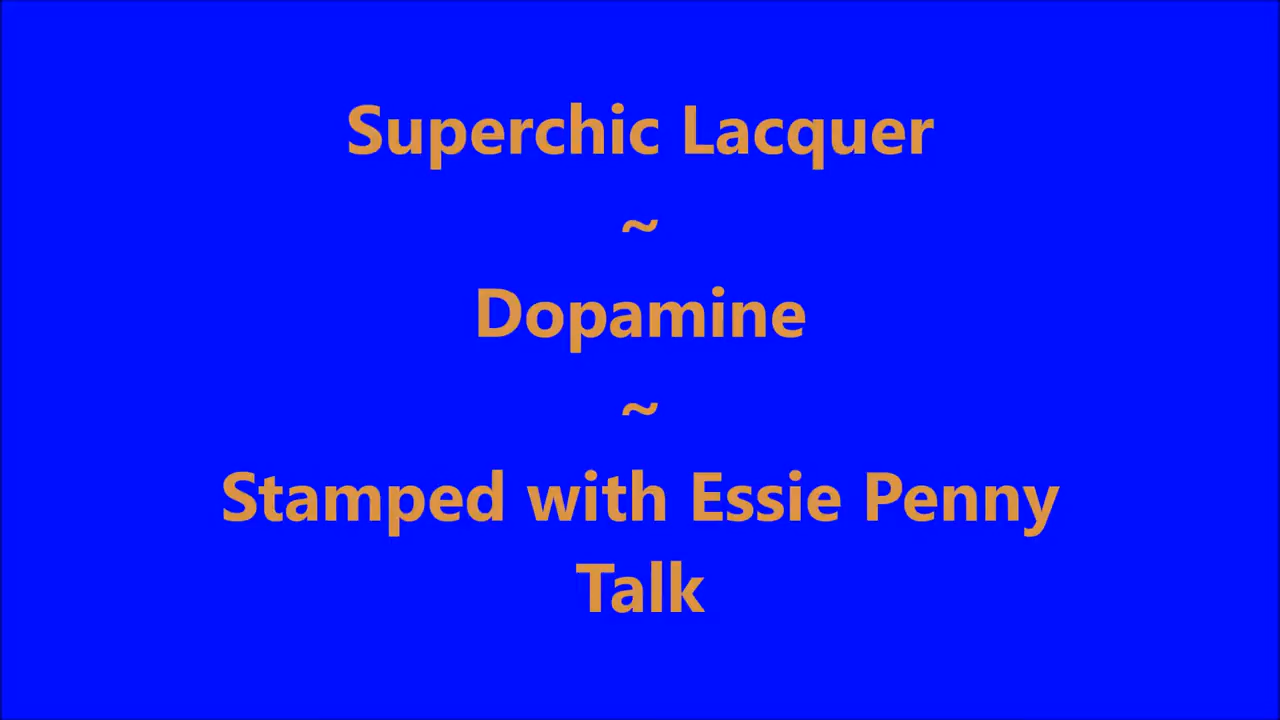 Superchic Lacquer
~
Dopamine
~
Stamped with Essie Penny
Talk